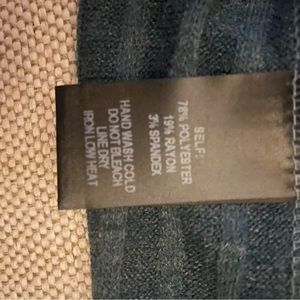 SELF:
78% POLYESTER
19% RAYON
3% SPANDEX
HAND WASH COLD
DO NOT BLEACH
LINE DRY
IRON LOW HEAT